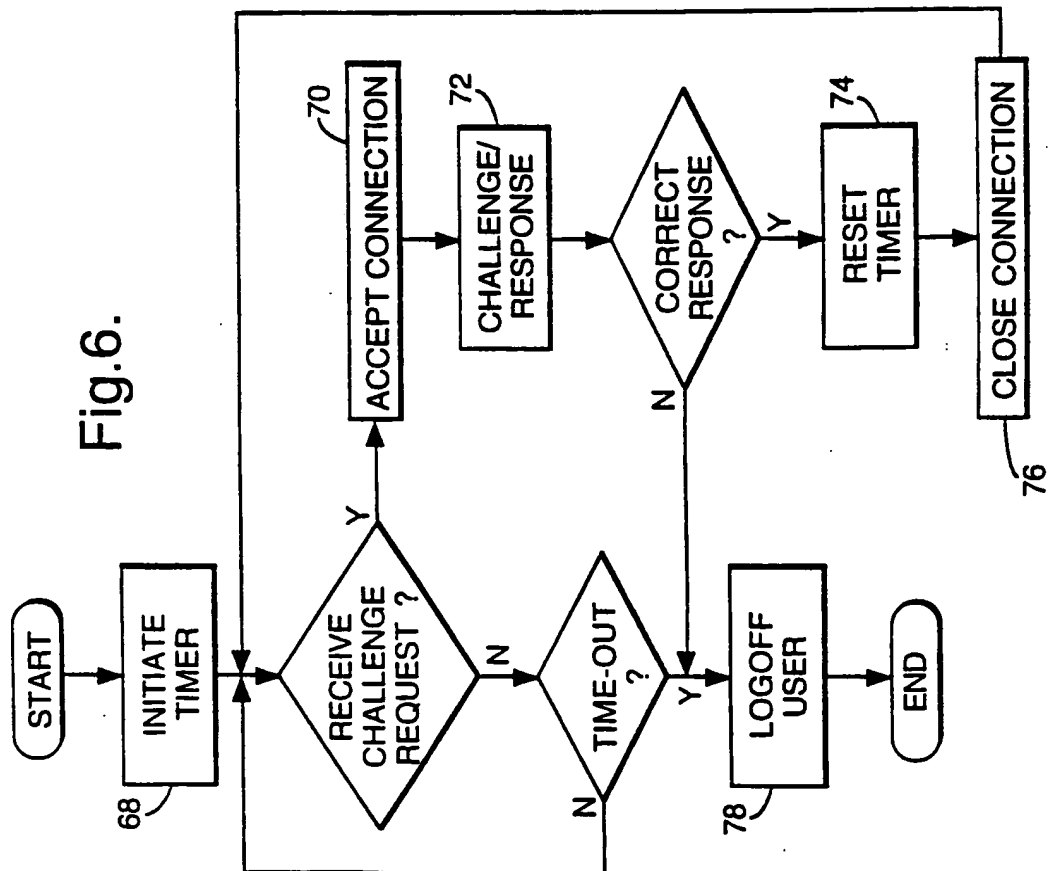 Fig.6.
START
INITIATE
TIMER
68
RECEIVE
CHALLENGE
REQUEST ?
Y
N
TIME-OUT
?
N
Y
LOGOFF
USER
78
END
ACCEPT CONNECTION
70
CHALLENGE/
RESPONSE
72
CORRECT
RESPONSE
?
N
Y
RESET
TIMER
74
CLOSE CONNECTION
76